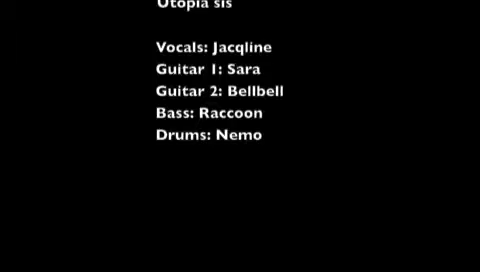 Utopia sis
Vocals: Jacqline
Guitar 1: Sara
Guitar 2: Bellbell
Bass: Raccoon
Drums: Nemo